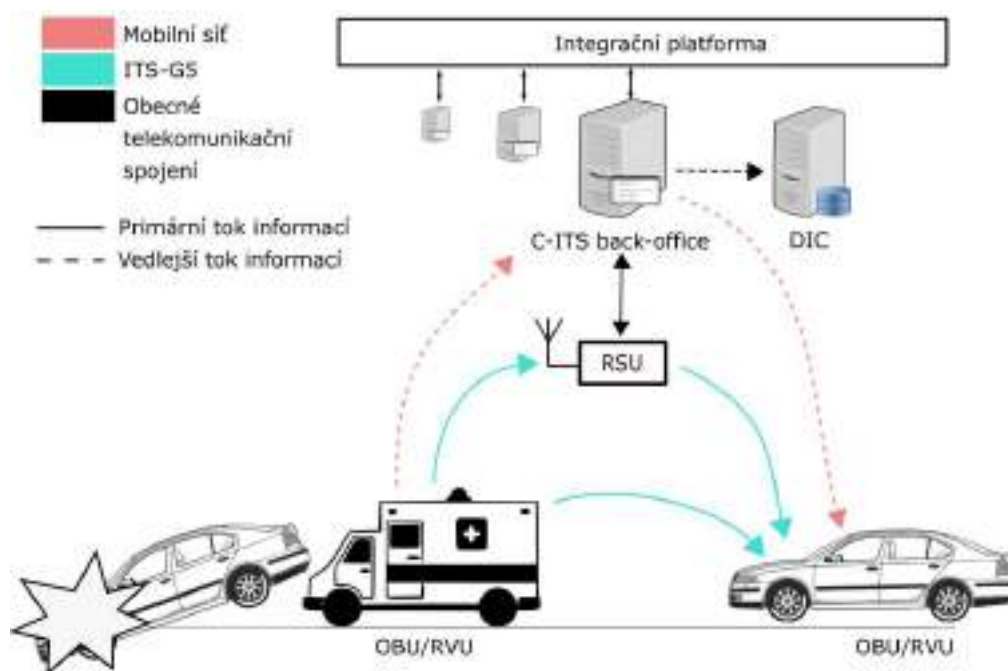 Mobilní síť
ITS-G5
Obecné
telekomunikační
spojení
Primární tok informací
Vedlejší tok informací
Integrační platforma
C-ITS back-office
DIC
RSU
OBU/RVU
OBU/RVU